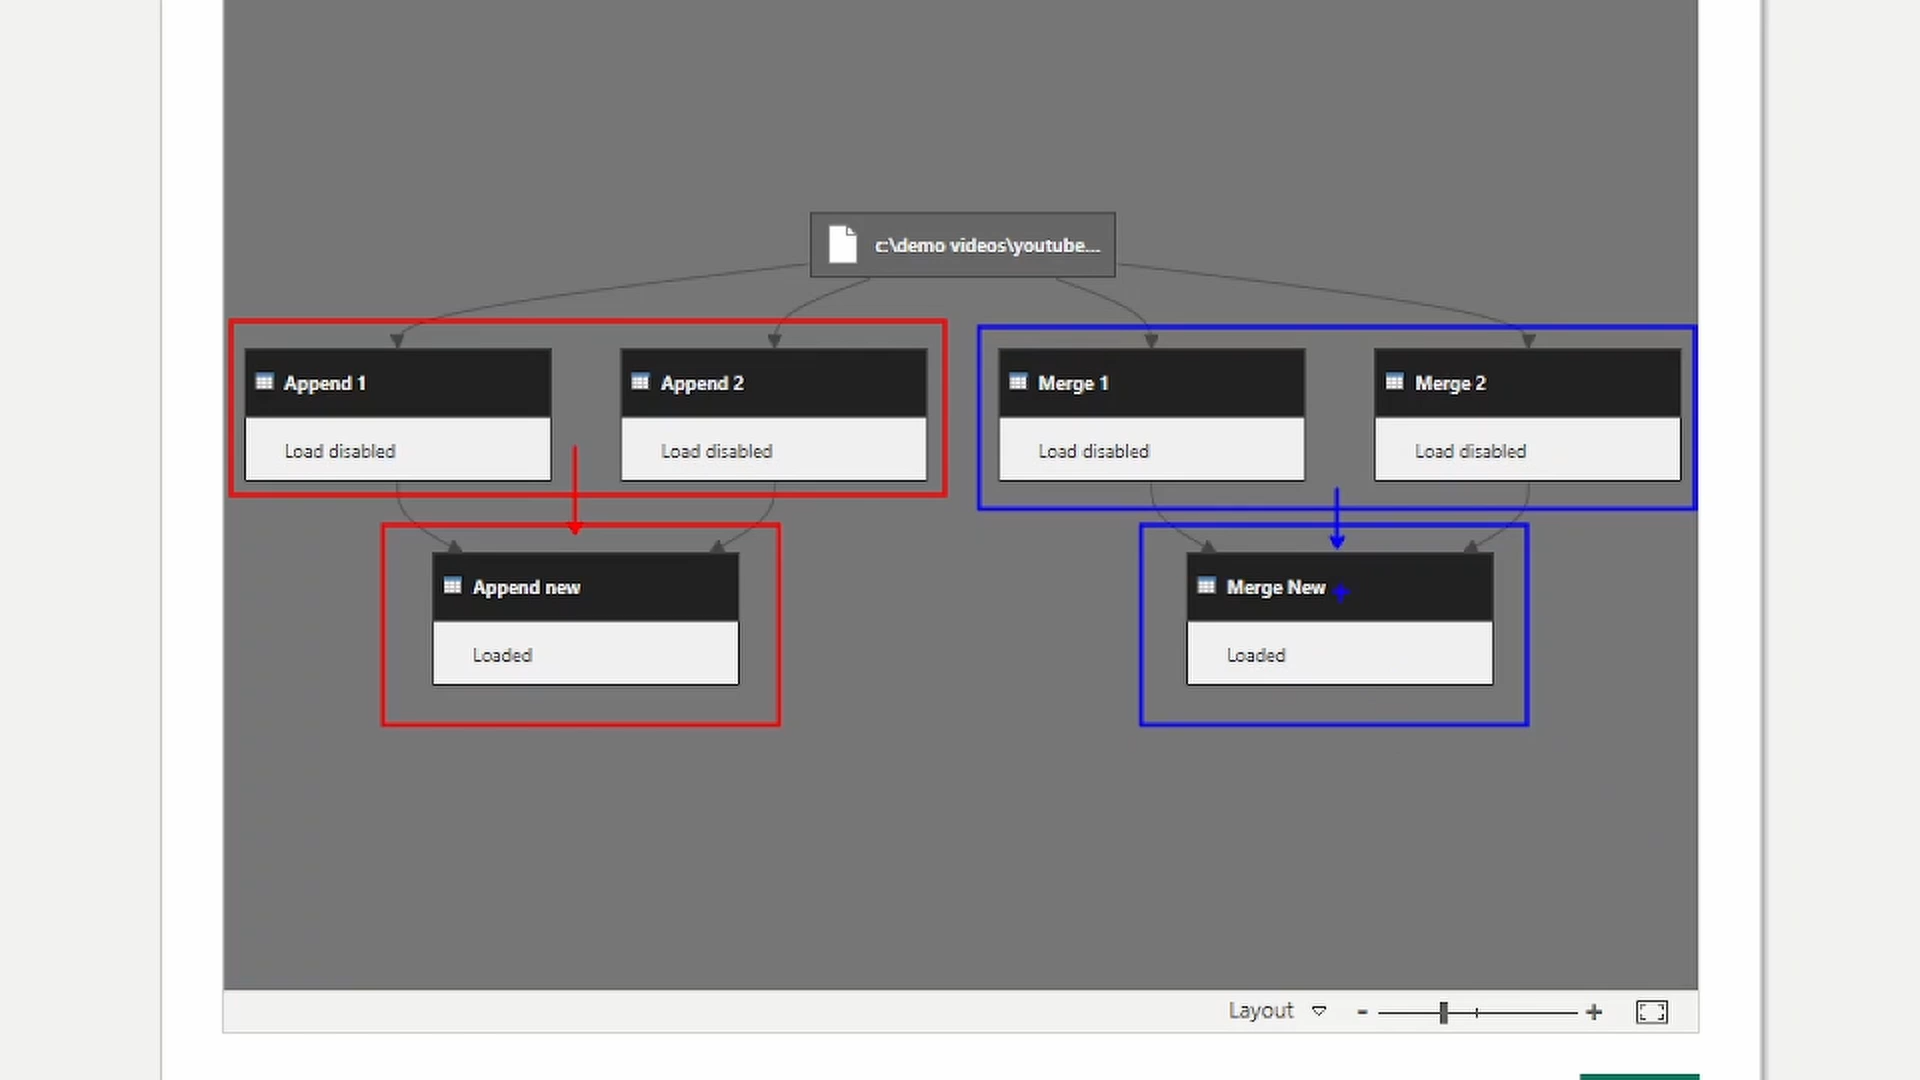 c:\demo videos\youtube...
Append 1
Load disabled
Append 2
Load disabled
Merge 1
Load disabled
Merge 2
Load disabled
Append new
Loaded
Merge New
Loaded
Layout